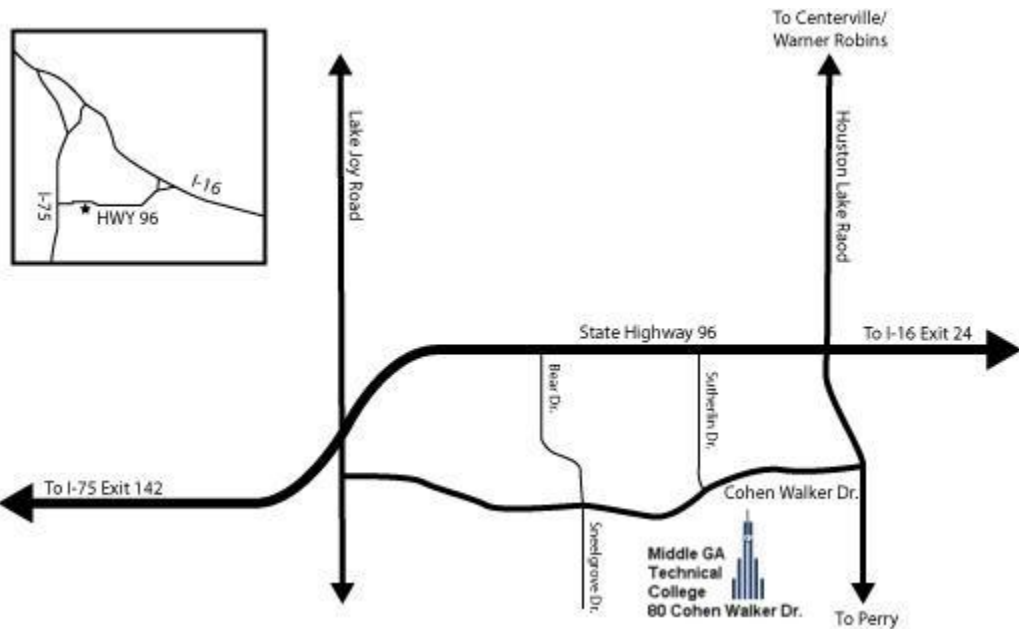 To Centerville/
Warner Robins
Lake Joy Road
Houston Lake Raod
I-75
I-16
HWY 96
State Highway 96
To I-16 Exit 24
Bear Dr.
Sutherlin Dr.
To I-75 Exit 142
Cohen Walker Dr.
Sneelgrove Dr.
Middle GA
Technical
College
80 Cohen Walker Dr.
To Perry